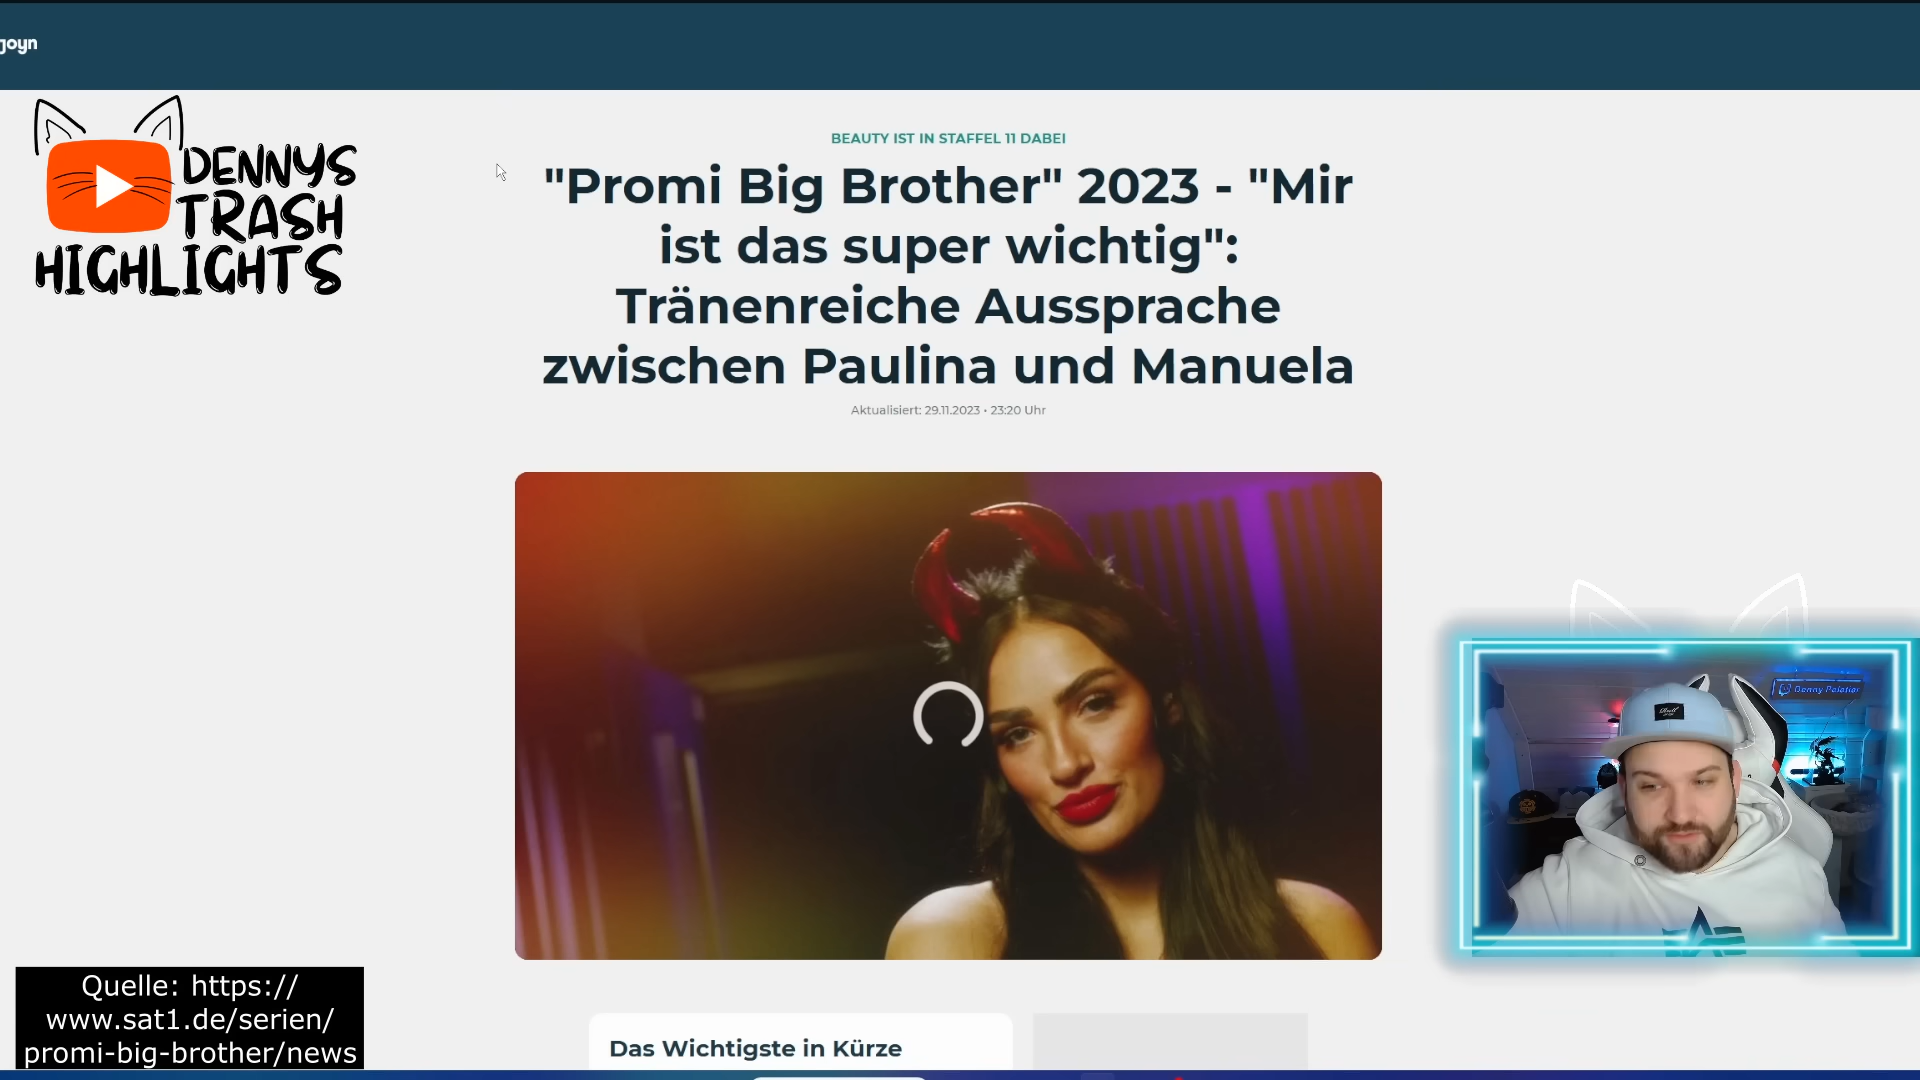 joyn
DENNYS
TRASH
HIGHLIGHTS
BEAUTY IST IN STAFFEL 11 DABEI
"Promi Big Brother" 2023 - "Mir
ist das super wichtig":
Tränenreiche Aussprache
zwischen Paulina und Manuela
Aktualisiert: 29.11.2023 • 23:20 Uhr
Denny Palatier
Quelle: https://
www.sat1.de/serien/
promi-big-brother/news
Das Wichtigste in Kürze